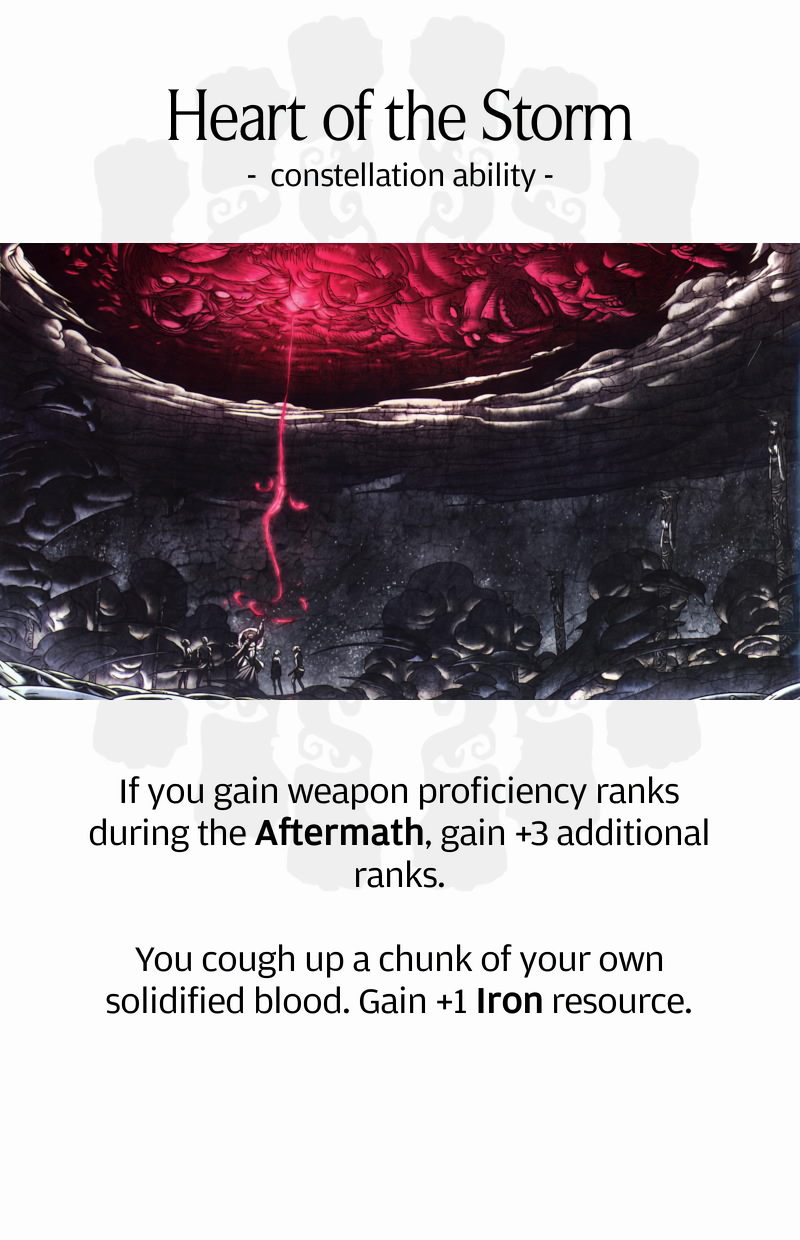 Heart of the Storm
- constellation ability -
If you gain weapon proficiency ranks
during the Aftermath, gain +3 additional
ranks.
You cough up a chunk of your own
solidified blood. Gain +1 Iron resource.